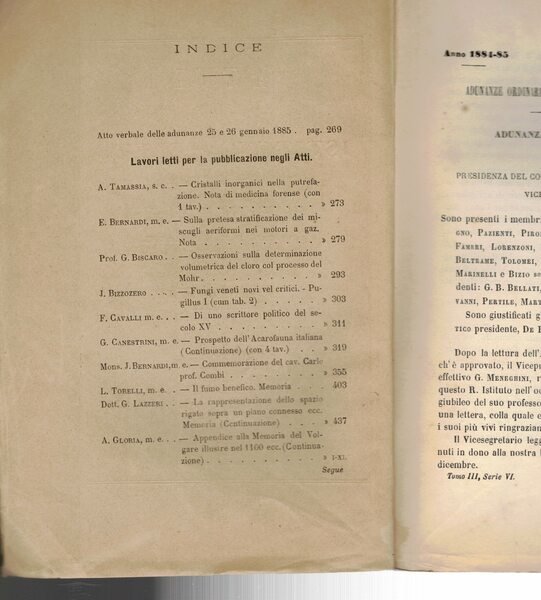 INDICE
Atto verbale delle adunanze 25 e 26 gennaio 1885 . pag. 269
Lavori letti per la pubblicazione negli Atti.
A. TAMASSIA, s. c. . — Cristalli inorganici nella putrefa-
zione. Nota di medicina forense (con
1 tav.) . . . . . . . . . . . » 273
E. BERNARDI, m. e. — Sulla pretesa stratificazione dei mi-
scugli aeriformi nei motori a gaz.
Nota . . . . . . . . . . . » 279
Prof. G. BISCARO . — Osservazioni sulla determinazione
volumetrica del cloro col processo del
Mohr . . . . . . . . . . . » 293
J. BIZZOZERO . . . . — Fungi veneti novi vel critici. - Pu-
gillus I (cum tab. 2) . . . . . » 303
F. CAVALLI m. e. . . — Di uno scrittore politico del se-
colo XV . . . . . . . . . . » 311
G. CANESTRINI, m. e. — Prospetto dell'Acarofauna italiana
(Continuazione) (con 4 tav.) . . . » 319
Mons. J. BERNARDI, m. e. — Commemorazione del cav. Carlo
prof. Combi . . . . . . . . » 355
L. TORELLI, m. e. . — Il fumo benefico. Memoria . . . 403
Dott. G. LAZZERI . . — La rappresentazione dello spazio
rigato sopra un piano connesso ecc.
Memoria (Continuazione) . . . . » 437
A. GLORIA, m. e. . . — Appendice alla Memoria del Vol-
gare illustre nel 1100 ecc. (Continua-
zione) . . . . . . . . . . . » I-XI.
Segue
Anno 1884-85
ADUNANZE ORDINARI
ADUNANZ
PRESIDENZA DEL CO
VICE
Sono presenti i membri
GNO, PAZIENTI, PIRO
FAMBRI, LORENZONI,
BELTRAME, TOLOMEI,
MARINELLI e BIZIO
denti: G. B. BELLATI,
VANNI, PERTILE, MART
Sono giustificati g
TICO presidente, DE
Dopo la lettura dell'
ch'è approvato, il Vicep
effettivo G. MENEGHINI,
questo R. Istituto nell'oc
giubileo del suo professo
una lettera, colla quale e
i suoi più vivi ringrazian
Il Vicesegretario legg
nuti in dono alla nostra
dicembre.
Tomo III, Serie VI.